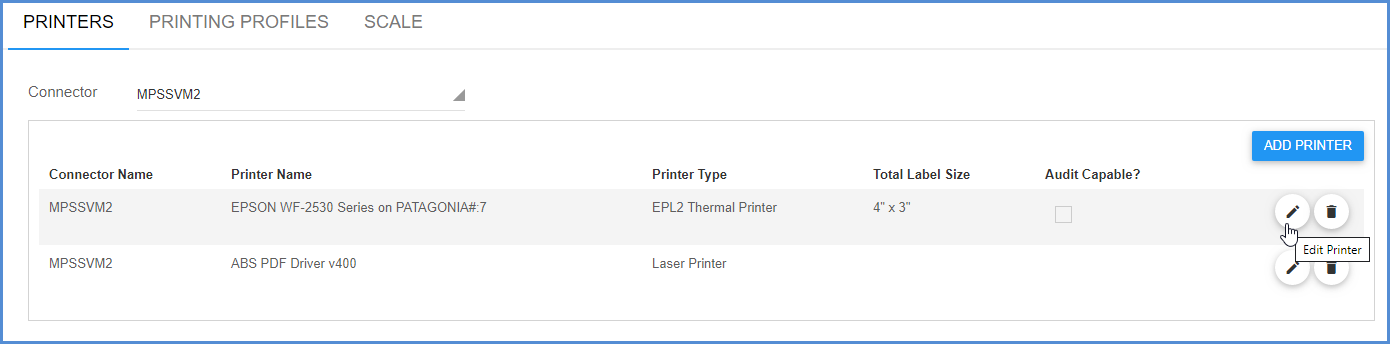 PRINTERS PRINTING PROFILES SCALE
Connector MPSSVM2
ADD PRINTER
Connector Name Printer Name Printer Type Total Label Size Audit Capable?
MPSSVM2 EPSON WF-2530 Series on PATAGONIA#:7 EPL2 Thermal Printer 4" x 3"
Edit Printer
MPSSVM2 ABS PDF Driver v400 Laser Printer